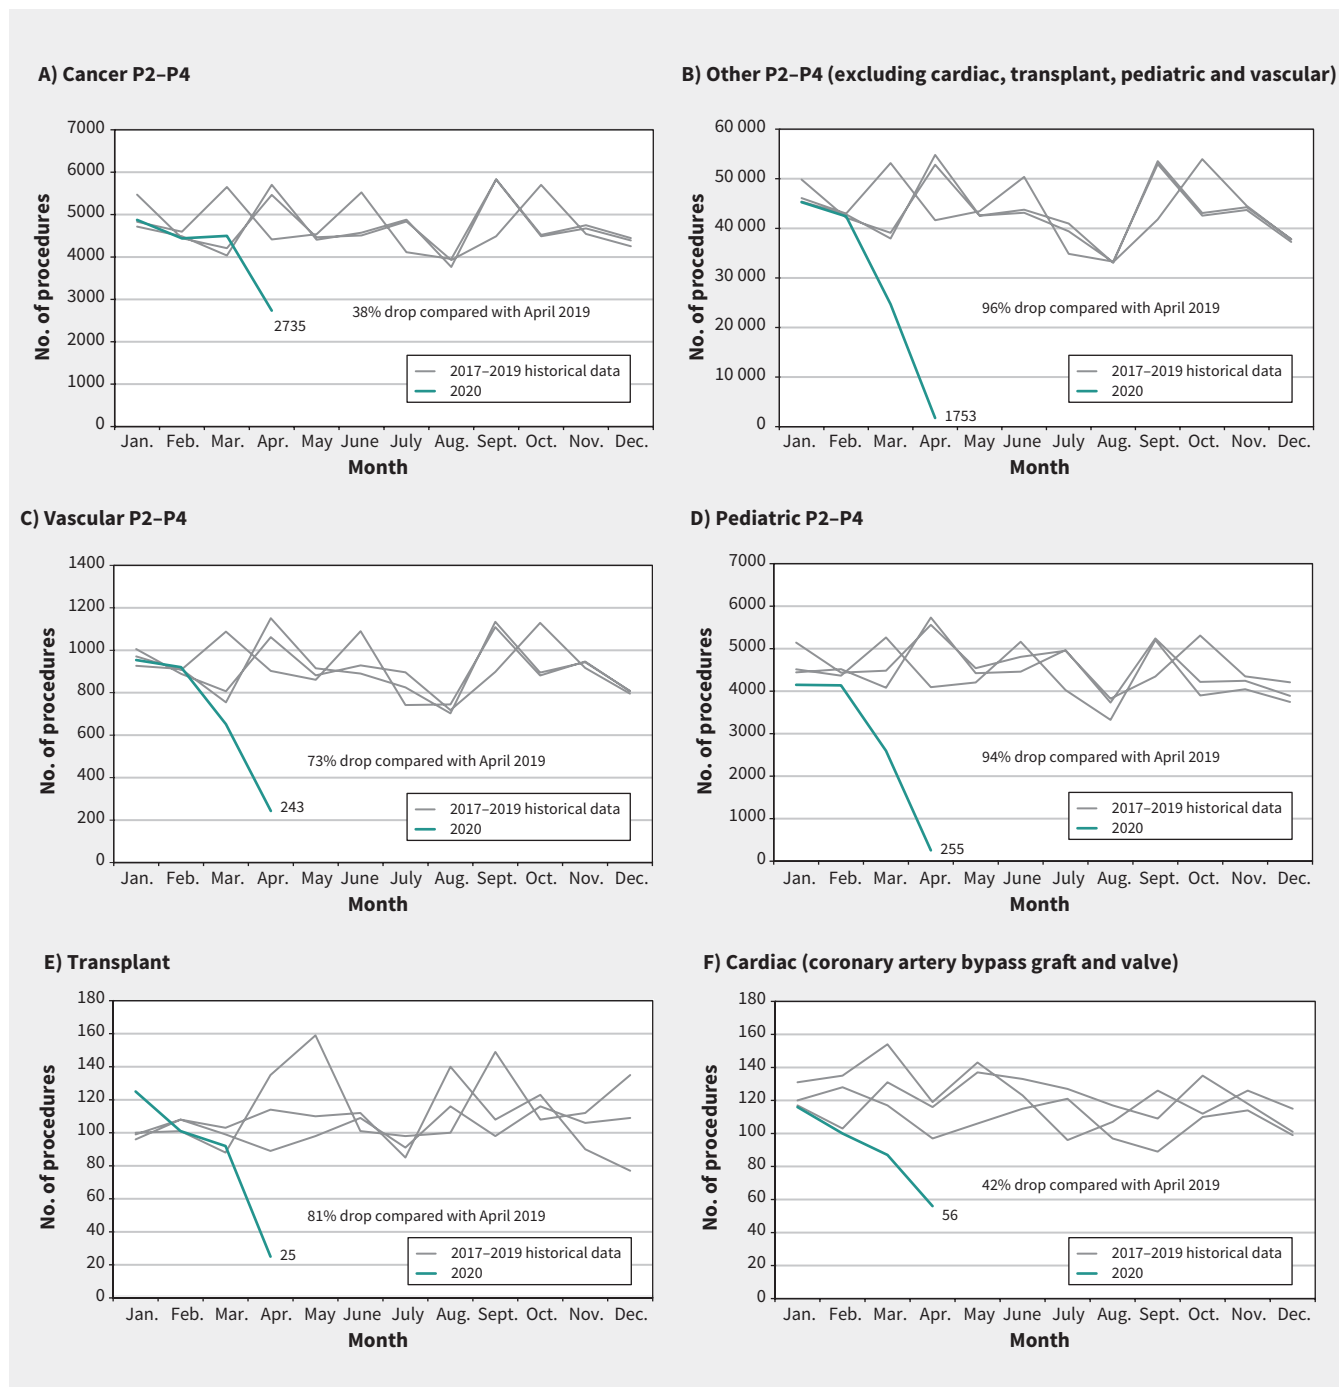 A) Cancer P2–P4
7000
6000
5000
4000
3000
2000
1000
0
No. of procedures
38% drop compared with April 2019
2735
2017–2019 historical data
2020
Jan. Feb. Mar. Apr. May June July Aug. Sept. Oct. Nov. Dec.
Month
B) Other P2–P4 (excluding cardiac, transplant, pediatric and vascular)
60 000
50 000
40 000
30 000
20 000
10 000
0
No. of procedures
96% drop compared with April 2019
1753
2017–2019 historical data
2020
Jan. Feb. Mar. Apr. May June July Aug. Sept. Oct. Nov. Dec.
Month
C) Vascular P2–P4
1400
1200
1000
800
600
400
200
0
No. of procedures
73% drop compared with April 2019
243
2017–2019 historical data
2020
Jan. Feb. Mar. Apr. May June July Aug. Sept. Oct. Nov. Dec.
Month
D) Pediatric P2–P4
7000
6000
5000
4000
3000
2000
1000
0
No. of procedures
94% drop compared with April 2019
255
2017–2019 historical data
2020
Jan. Feb. Mar. Apr. May June July Aug. Sept. Oct. Nov. Dec.
Month
E) Transplant
180
160
140
120
100
80
60
40
20
0
No. of procedures
81% drop compared with April 2019
25
2017–2019 historical data
2020
Jan. Feb. Mar. Apr. May June July Aug. Sept. Oct. Nov. Dec.
Month
F) Cardiac (coronary artery bypass graft and valve)
180
160
140
120
100
80
60
40
20
0
No. of procedures
42% drop compared with April 2019
56
2017–2019 historical data
2020
Jan. Feb. Mar. Apr. May June July Aug. Sept. Oct. Nov. Dec.
Month